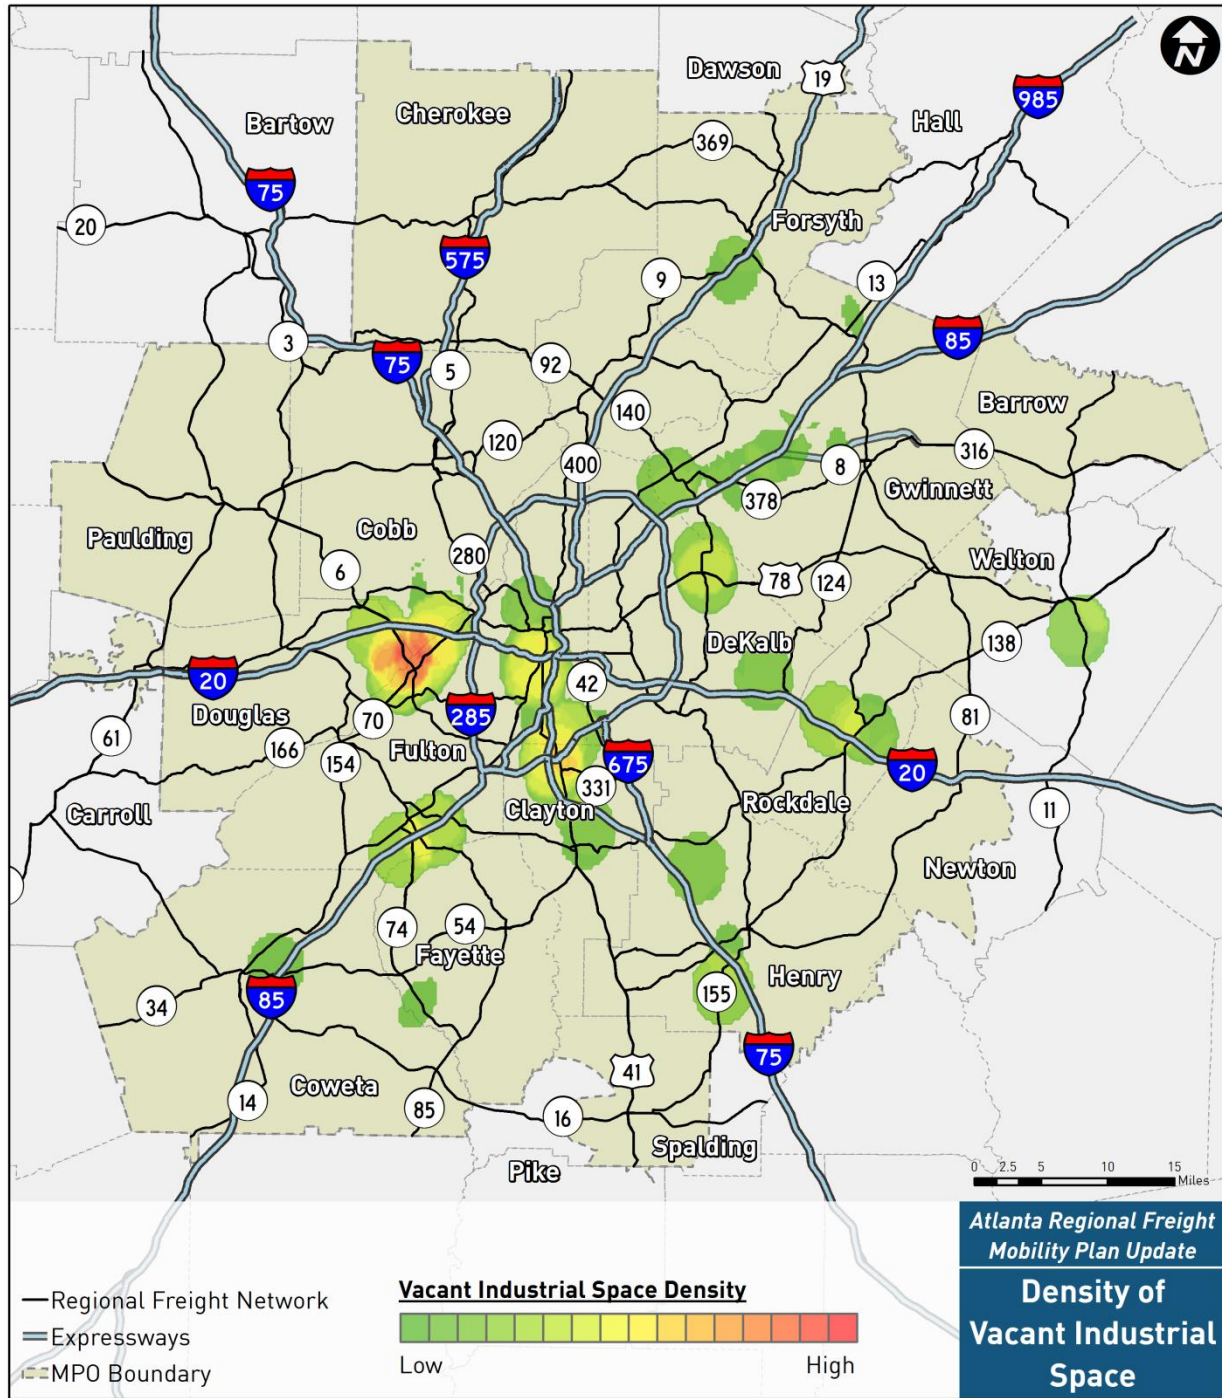 N
Dawson
19
Hall
985
Bartow
Cherokee
369
75
20
Forsyth
575
9
13
3
85
75
5
92
Barrow
140
120
400
316
8
Gwinnett
378
Cobb
Paulding
280
6
Walton
78
124
138
DeKalb
20
42
Douglas
285
70
81
61
166
Fulton
154
675
20
331
Clayton
Rockdale
Carroll
11
Newton
74
54
Fayette
Henry
34
85
155
75
41
Coweta
14
85
16
Spalding
Pike
0 2.5 5 10 15
Miles
Atlanta Regional Freight
Mobility Plan Update
Density of
Vacant Industrial
Space
Regional Freight Network
Expressways
MPO Boundary
Vacant Industrial Space Density
Low High